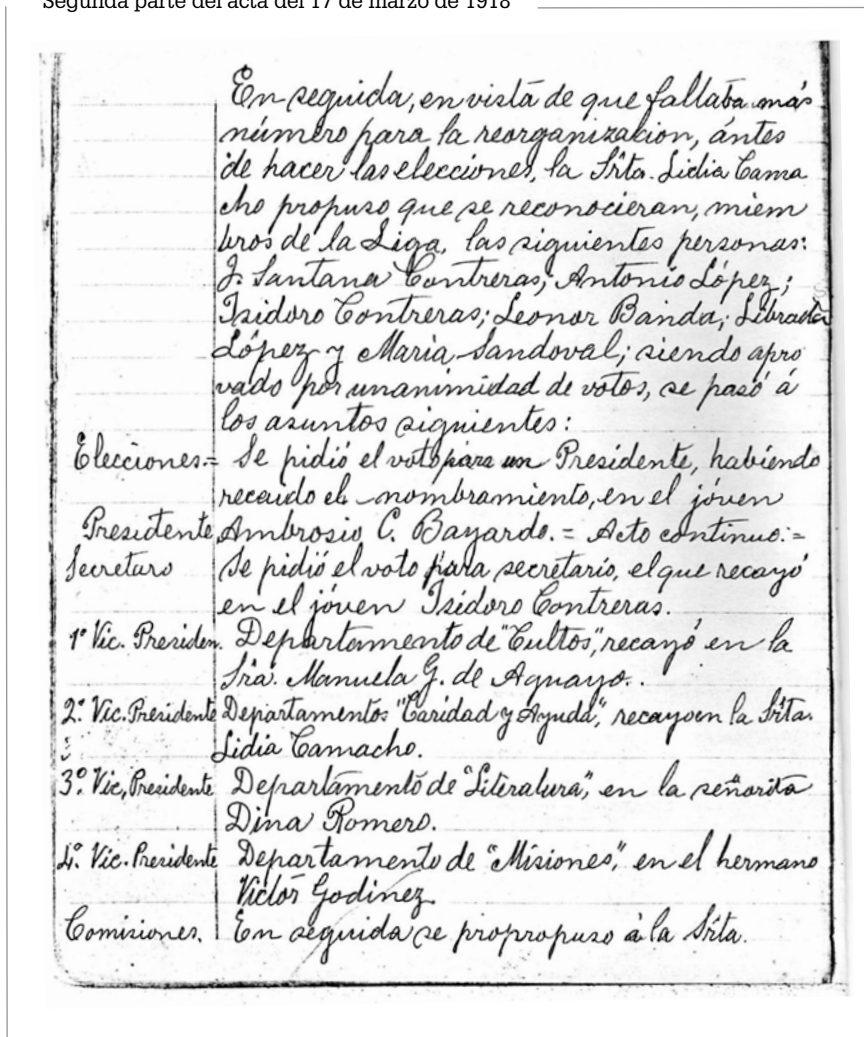 Segunda parte del acta del 17 de marzo de 1918
En seguida, en vista de que faltaba más
número para la reorganización, ántes
de hacer las elecciones, la Srta. Lidia Cama
cho propuso que se reconocieran, miem
bros de la Liga, las siguientes personas:
J. Santana Contreras; Antonio López;
Isidoro Contreras; Leonor Banda; Librada
López y Maria Sandoval; siendo apro
vado por unanimidad de votos, se pasó á
los asuntos siguientes:
Elecciones.= Se pidió el voto para un Presidente, habiendo
recaido el nombramiento, en el jóven
Presidente Ambrosio C. Bayardo. = Acto continuo: =
Secretaro Se pidió el voto para secretario, el que recayó
en el jóven Isidoro Contreras.
1º Vic. Presiden. Departamento de "Cultos", recayó en la
Sra. Manuela G. de Aguayo.
2º. Vic. Presidente Departamentos "Caridad y Ayuda", recayo en la Srta.
Lidia Camacho.
3º. Vic, Presidente Departamento de "Literatura", en la señorita
Dina Romero.
4º. Vic. Presidente Departamento de "Misiones", en el hermano
Victor Godinez.
Comisiones. En seguida se propropuso á la Srta.